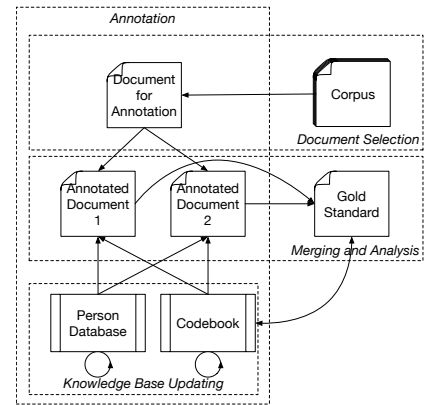 Annotation
Document
for
Annotation
Corpus
Document Selection
Annotated
Document
1
Annotated
Document
2
Gold
Standard
Merging and Analysis
Person
Database
Codebook
Knowledge Base Updating